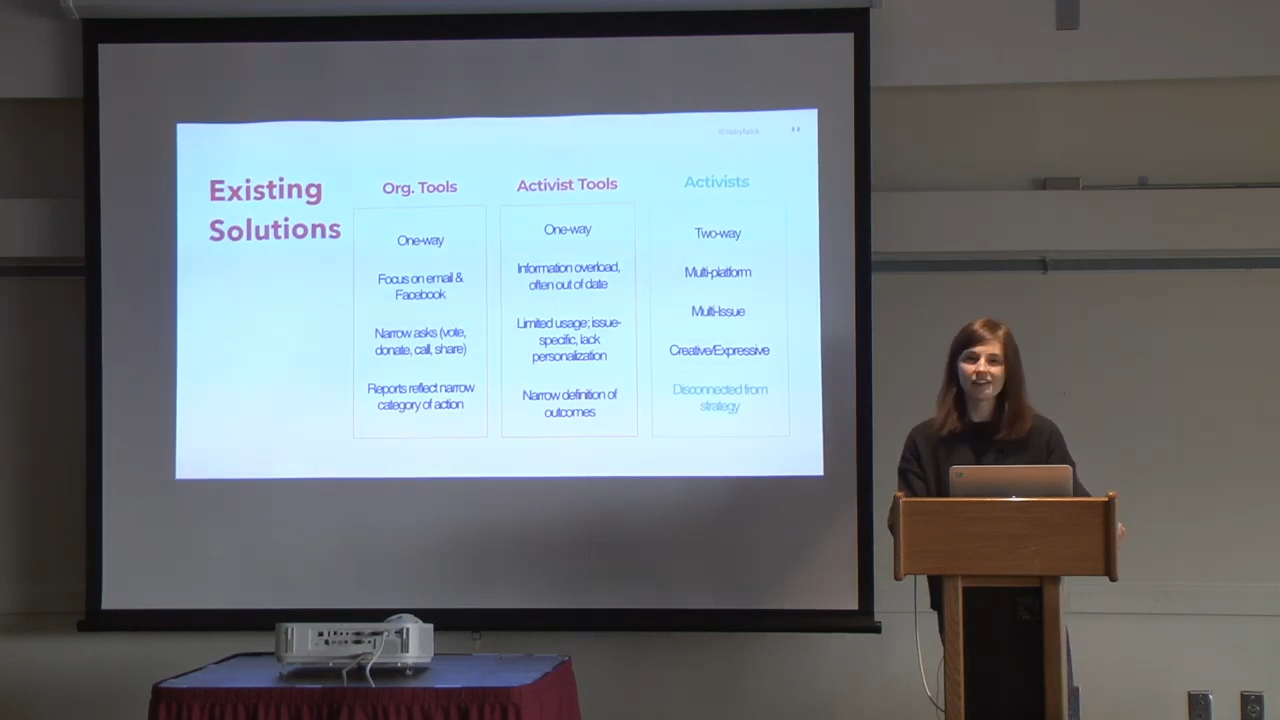 Existing
Solutions
Org. Tools
One-way
Focus on email &
Facebook
Narrow asks (vote,
donate, call, share)
Reports reflect narrow
category of action
Activist Tools
One-way
Information overload,
often out of date
Limited usage; issue-
specific, lack
personalization
Narrow definition of
outcomes
Activists
Two-way
Multi-platform
Multi-Issue
Creative/Expressive
Disconnected from
strategy